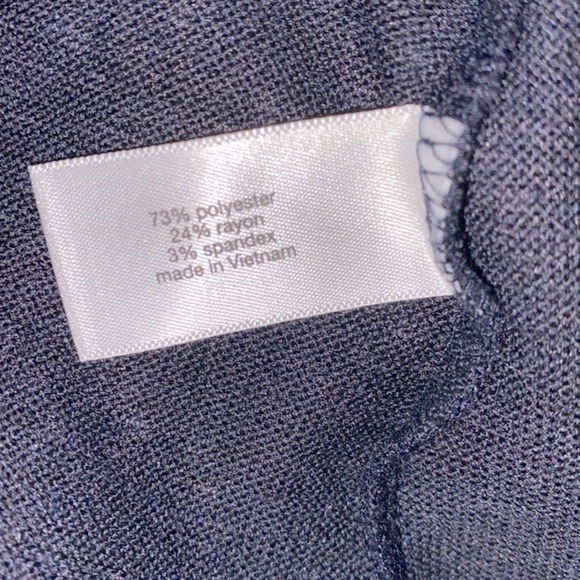 73% polyester
24% rayon
3% spandex
made in Vietnam